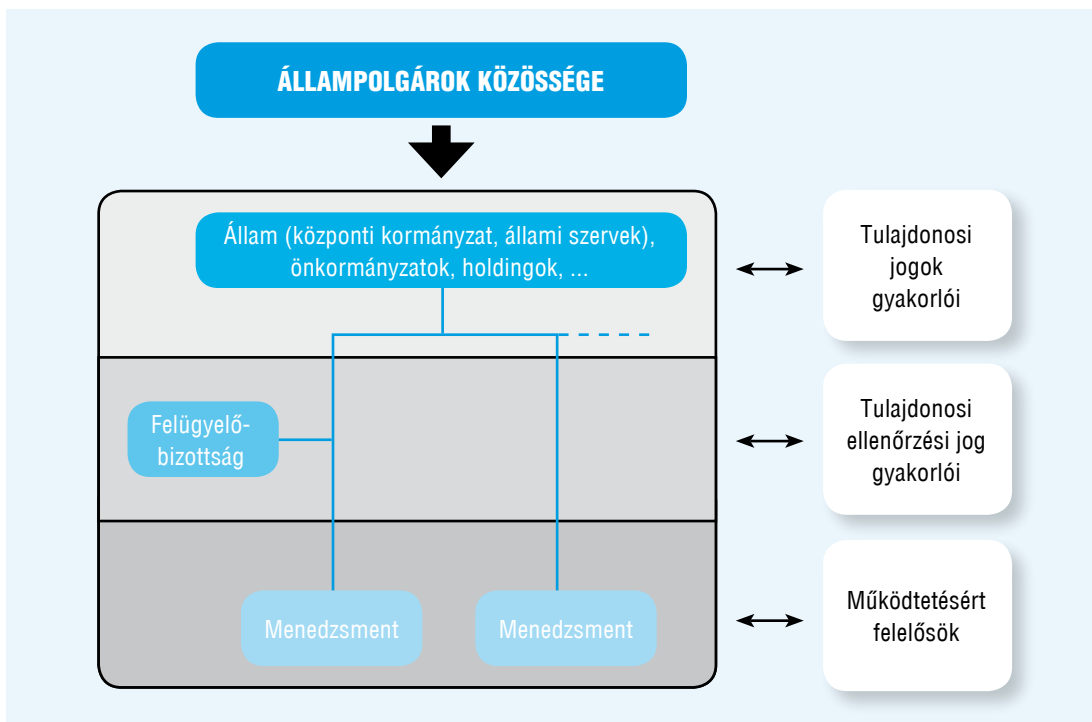 ÁLLAMPOLGÁROK KÖZÖSSÉGE
Állam (központi kormányzat, állami szervek),
önkormányzatok, holdingok, ...
Tulajdonosi
jogok
gyakorlói
Felügyelő-
bizottság
Tulajdonosi
ellenőrzési jog
gyakorlói
Menedzsment
Menedzsment
Működtetésért
felelősök